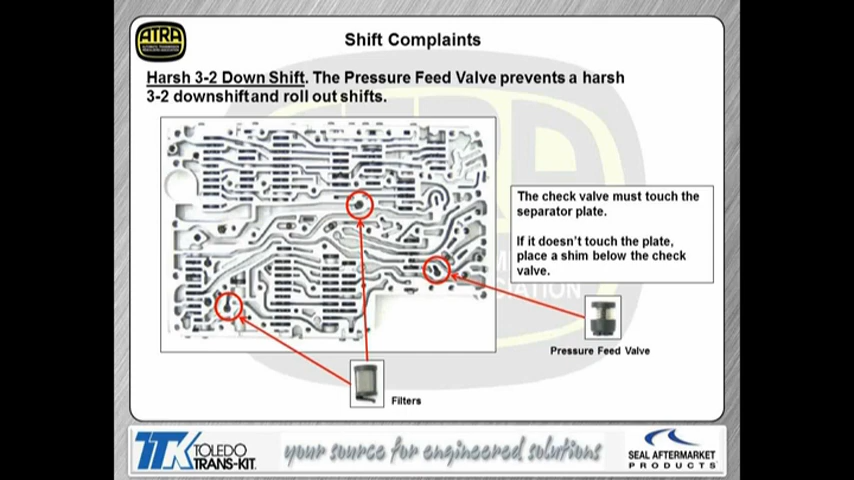 ATRA
Shift Complaints
Harsh 3-2 Down Shift. The Pressure Feed Valve prevents a harsh
3-2 downshift and roll out shifts.
The check valve must touch the
separator plate.
If it doesn't touch the plate,
place a shim below the check
valve.
Pressure Feed Valve
Filters
TTK TOLEDO
TRANS-KIT.
your source for engineered solutions
SEAL AFTERMARKET
PRODUCTS